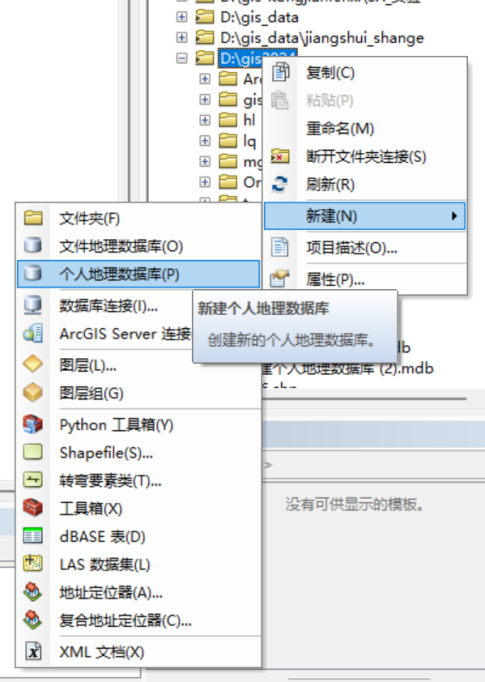 D:\gis_data
D:\gis_data\jiangshui_shange
D:\gis2024
Ar
gis
hl
lq
mg
Or
复制(C)
粘贴(P)
重命名(M)
断开文件夹连接(S)
刷新(R)
新建(N)
项目描述(O)...
属性(P)...
文件夹(F)
文件地理数据库(O)
个人地理数据库(P)
数据库连接(I)...
ArcGIS Server 连接
图层(L)...
图层组(G)
Python 工具箱(Y)
Shapefile(S)...
转弯要素类(T)...
工具箱(X)
dBASE 表(D)
LAS 数据集(L)
地址定位器(A)...
复合地址定位器(C)...
XML 文档(X)
新建个人地理数据库
创建新的个人地理数据库。
建个人地理数据库 (2).mdb
>
没有可供显示的模板。